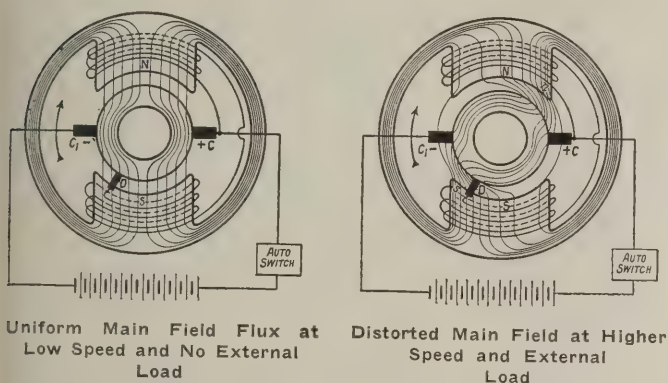 N
C₁ -
+ C
D
S
AUTO
SWITCH
Uniform Main Field Flux at
Low Speed and No External
Load
N
C₁ -
+ C
D
S
AUTO
SWITCH
Distorted Main Field at Higher
Speed and External
Load